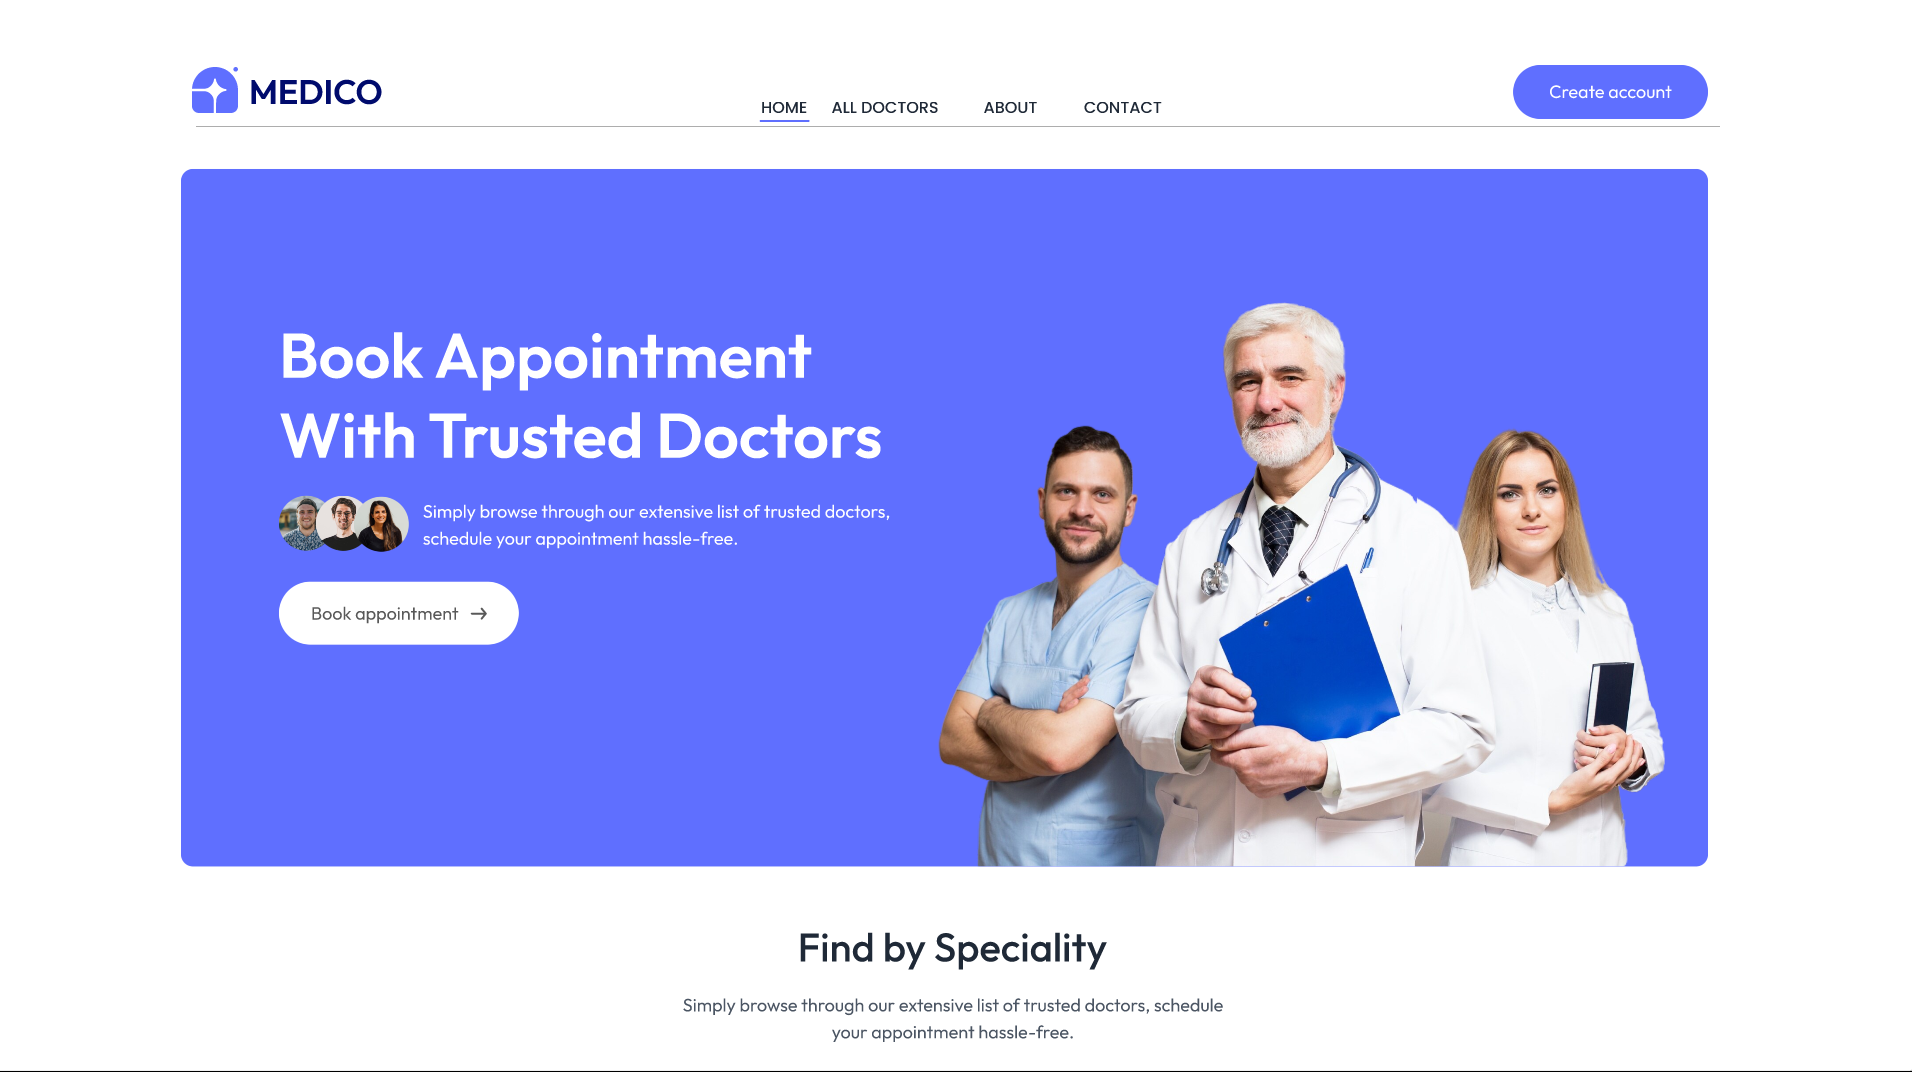 MEDICO
HOME
ALL DOCTORS
ABOUT
CONTACT
Create account
Book Appointment
With Trusted Doctors
Simply browse through our extensive list of trusted doctors,
schedule your appointment hassle-free.
Book appointment →
Find by Speciality
Simply browse through our extensive list of trusted doctors, schedule
your appointment hassle-free.